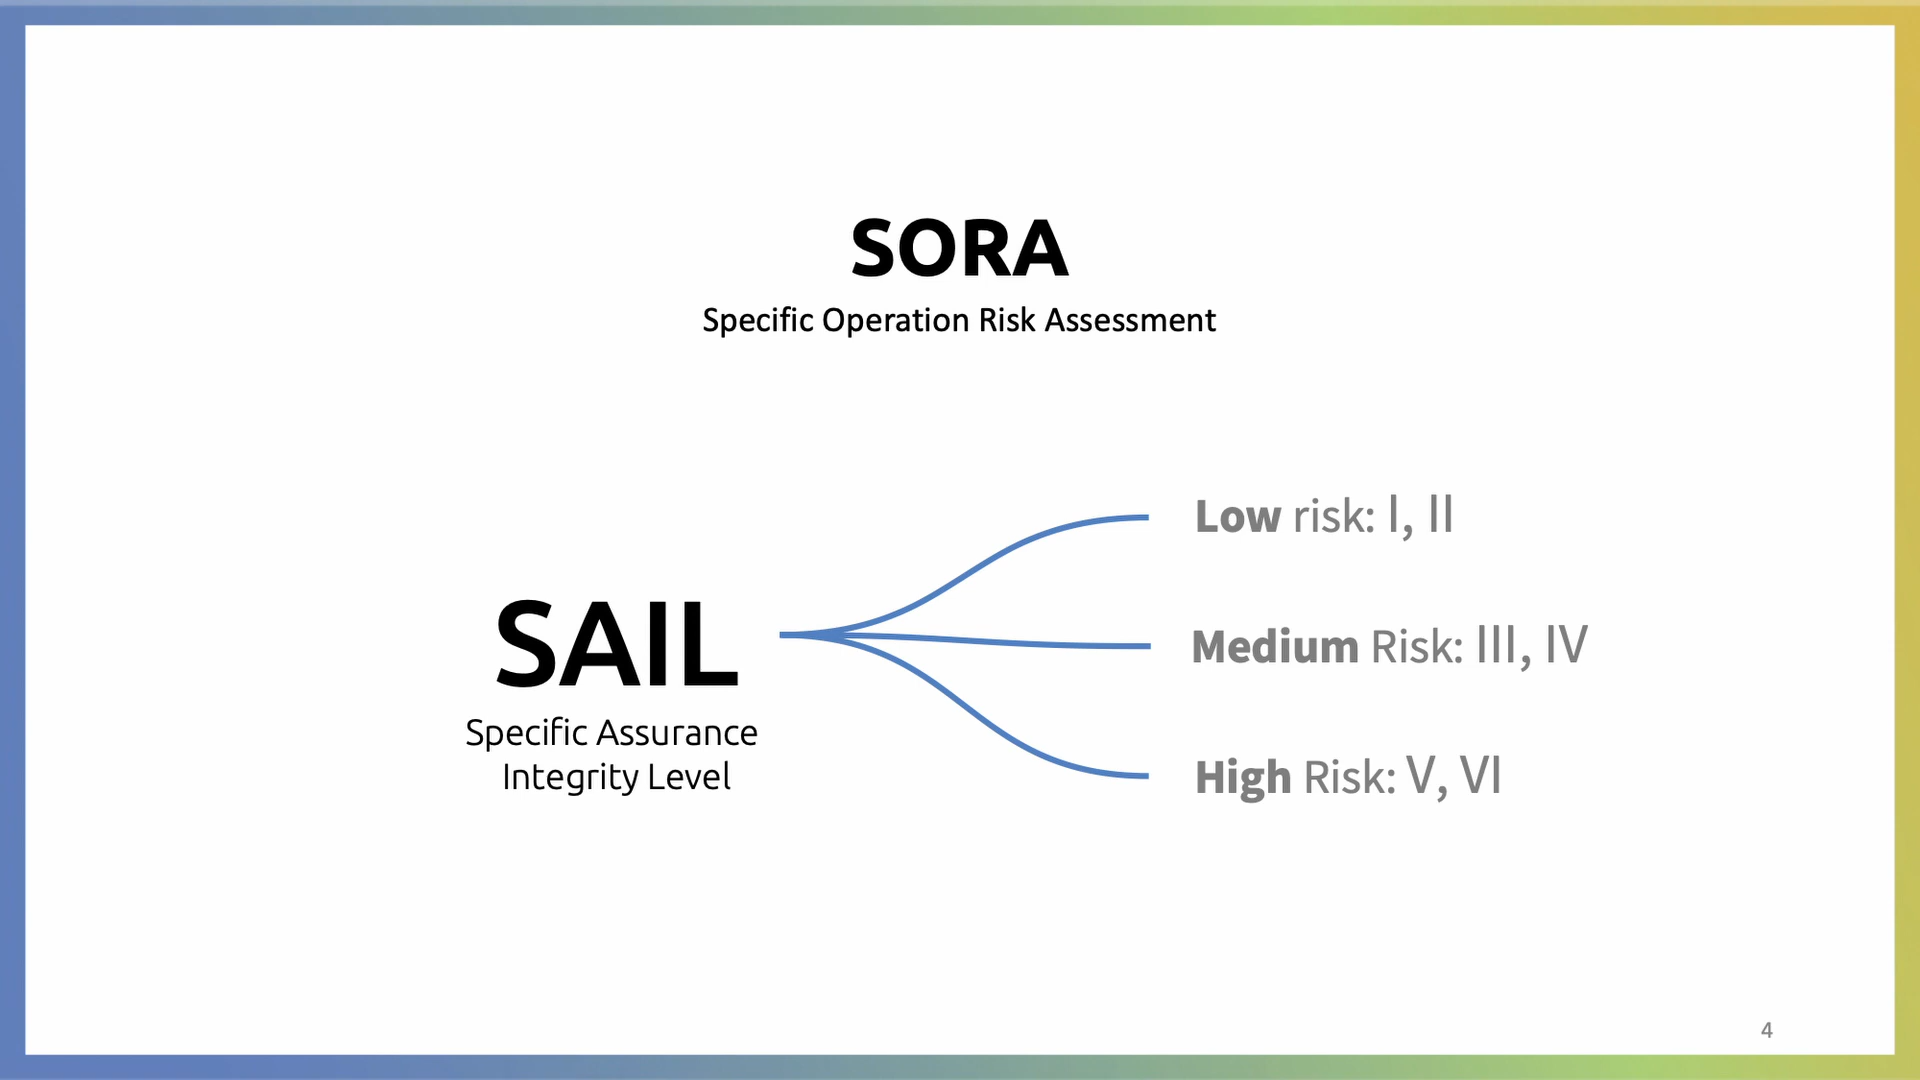 SORA
Specific Operation Risk Assessment
Low risk: I, II
SAIL
Medium Risk: III, IV
Specific Assurance
Integrity Level
High Risk: V, VI
4